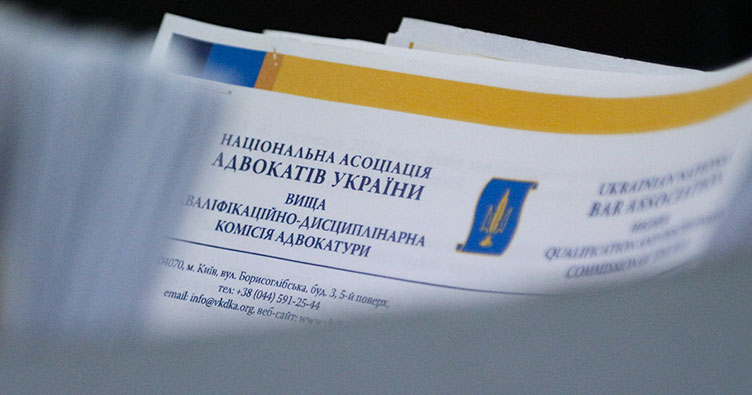 НАЦІОНАЛЬНА АСОЦІАЦІЯ
АДВОКАТІВ УКРАЇНИ
ВИЩА
КВАЛІФІКАЦІЙНО-ДИСЦИПЛІНАРНА
КОМІСІЯ АДВОКАТУРИ
04070, м. Київ, вул. Борисоглібська, буд. 3, 5-й поверх,
тел: +38 (044) 591-25-44
email: info@vkdka.org, веб-сайт:
UKRAINIAN NATIONAL
BAR ASSOCIATION
HIGHER
QUALIFICATION AND